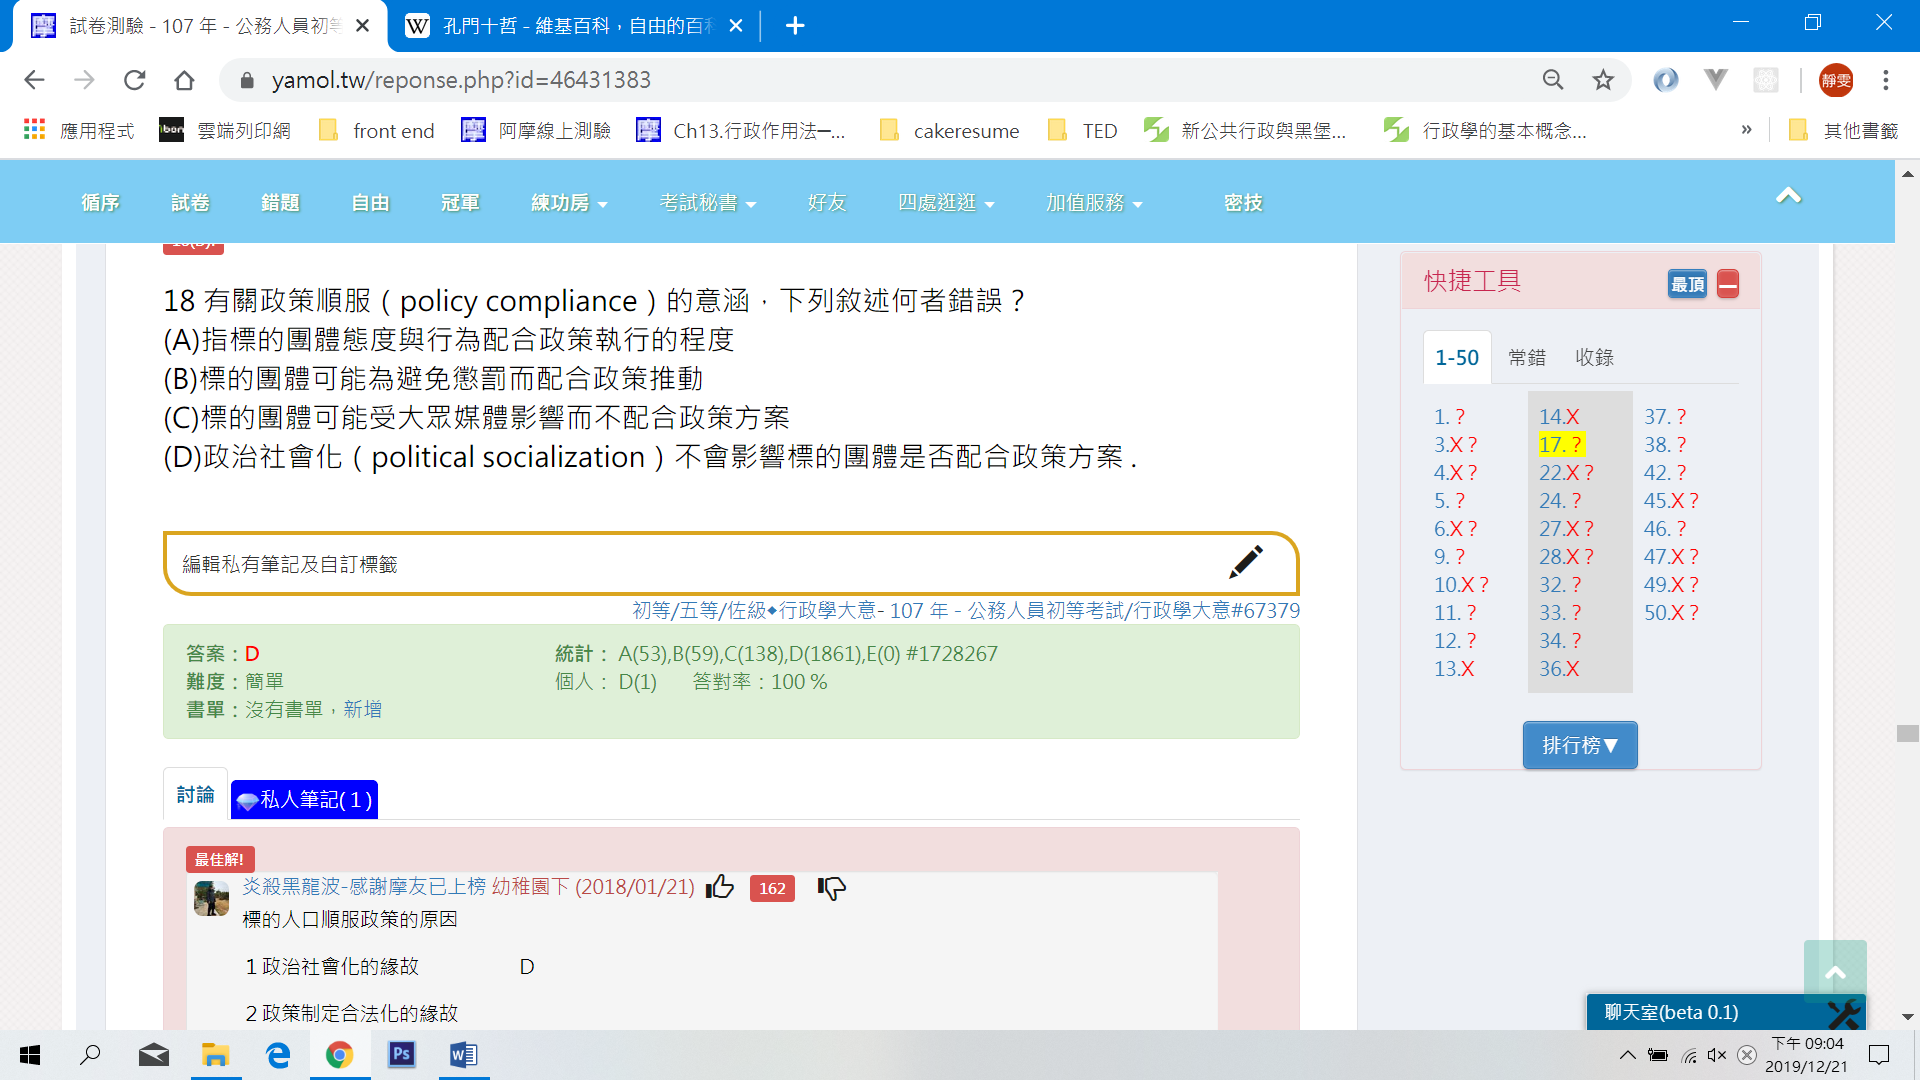 試卷測驗 - 107 年 - 公務人員初等
孔門十哲 - 維基百科，自由的百科
yamol.tw/reponse.php?id=46431383
靜雯
應用程式
ibon
雲端列印網
front end
阿摩線上測驗
Ch13.行政作用法─...
cakeresume
TED
新公共行政與黑堡...
行政學的基本概念...
»
其他書籤
循序
試卷
錯題
自由
冠軍
練功房
考試秘書
好友
四處逛逛
加值服務
密技
18 有關政策順服（policy compliance）的意涵，下列敘述何者錯誤？
(A)指標的團體態度與行為配合政策執行的程度
(B)標的團體可能為避免懲罰而配合政策推動
(C)標的團體可能受大眾媒體影響而不配合政策方案
(D)政治社會化（political socialization）不會影響標的團體是否配合政策方案 .
編輯私有筆記及自訂標籤
初等/五等/佐級◆行政學大意- 107 年 - 公務人員初等考試/行政學大意#67379
答案：D
難度：簡單
書單：沒有書單，新增
統計： A(53),B(59),C(138),D(1861),E(0) #1728267
個人： D(1) 答對率：100 %
討論
私人筆記( 1 )
最佳解!
炎殺黑龍波-感謝摩友已上榜 幼稚園下 (2018/01/21)
162
標的人口順服政策的原因
1 政治社會化的緣故 D
2 政策制定合法化的緣故
快捷工具
最頂
1-50
常錯
收錄
1. ?
3.X ?
4.X ?
5. ?
6.X ?
9. ?
10.X ?
11. ?
12. ?
13.X
14.X
17. ?
22.X ?
24. ?
27.X ?
28.X ?
32. ?
33. ?
34. ?
36.X
37. ?
38. ?
42. ?
45.X ?
46. ?
47.X ?
49.X ?
50.X ?
排行榜▼
聊天室(beta 0.1)
Ps
下午 09:04
2019/12/21